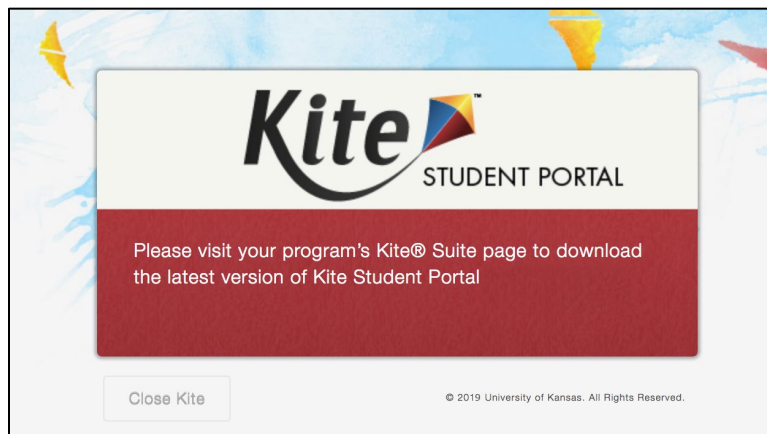 Kite™
STUDENT PORTAL
Please visit your program's Kite® Suite page to download
the latest version of Kite Student Portal
Close Kite
© 2019 University of Kansas. All Rights Reserved.